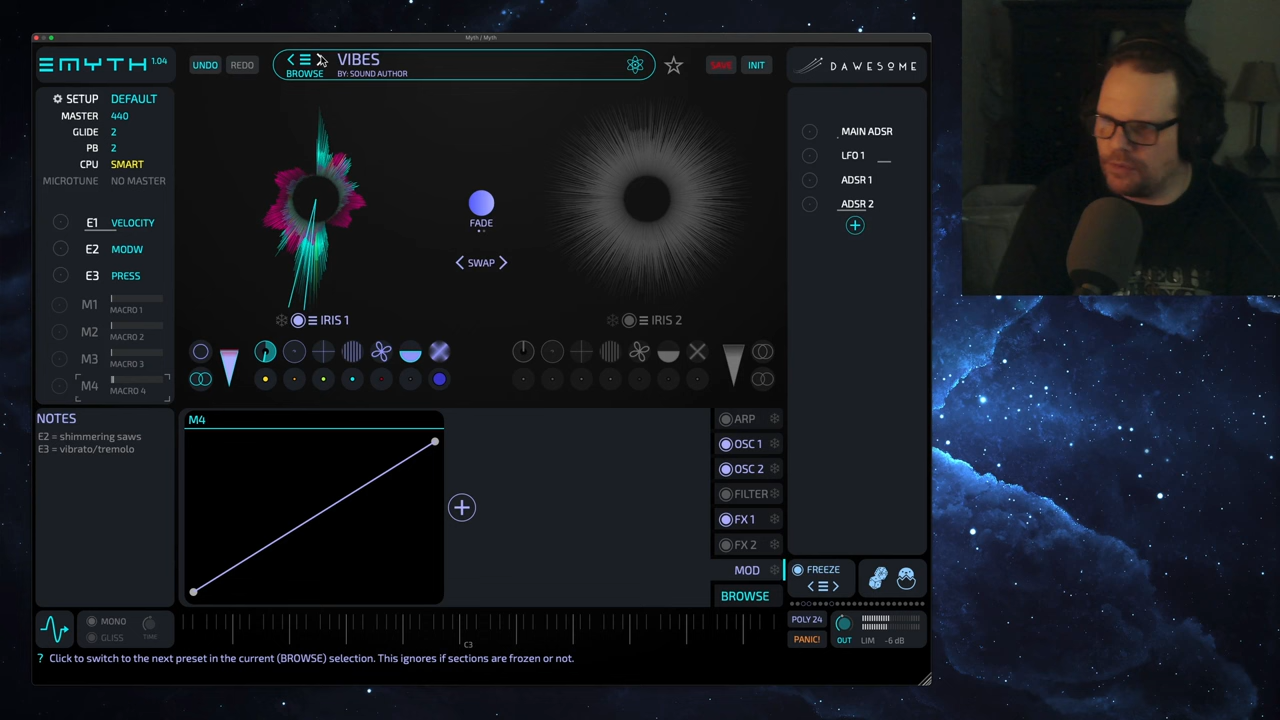 Myth / Myth
MYTH 1.04
UNDO
REDO
BROWSE
VIBES
BY: SOUND AUTHOR
SAVE
INIT
DAWESOME
SETUP DEFAULT
MASTER 440
GLIDE 2
PB 2
CPU SMART
MICROTUNE NO MASTER
E1 VELOCITY
E2 MODW
E3 PRESS
M1 MACRO 1
M2 MACRO 2
M3 MACRO 3
M4 MACRO 4
FADE
SWAP
IRIS 1
IRIS 2
MAIN ADSR
LFO 1
ADSR 1
ADSR 2
NOTES
E2 = shimmering saws
E3 = vibrato/tremolo
M4
ARP
OSC 1
OSC 2
FILTER
FX 1
FX 2
MOD
BROWSE
FREEZE
MONO
GLISS
TIME
C3
POLY 24
PANIC!
OUT
LIM -6 dB
? Click to switch to the next preset in the current (BROWSE) selection. This ignores if sections are frozen or not.